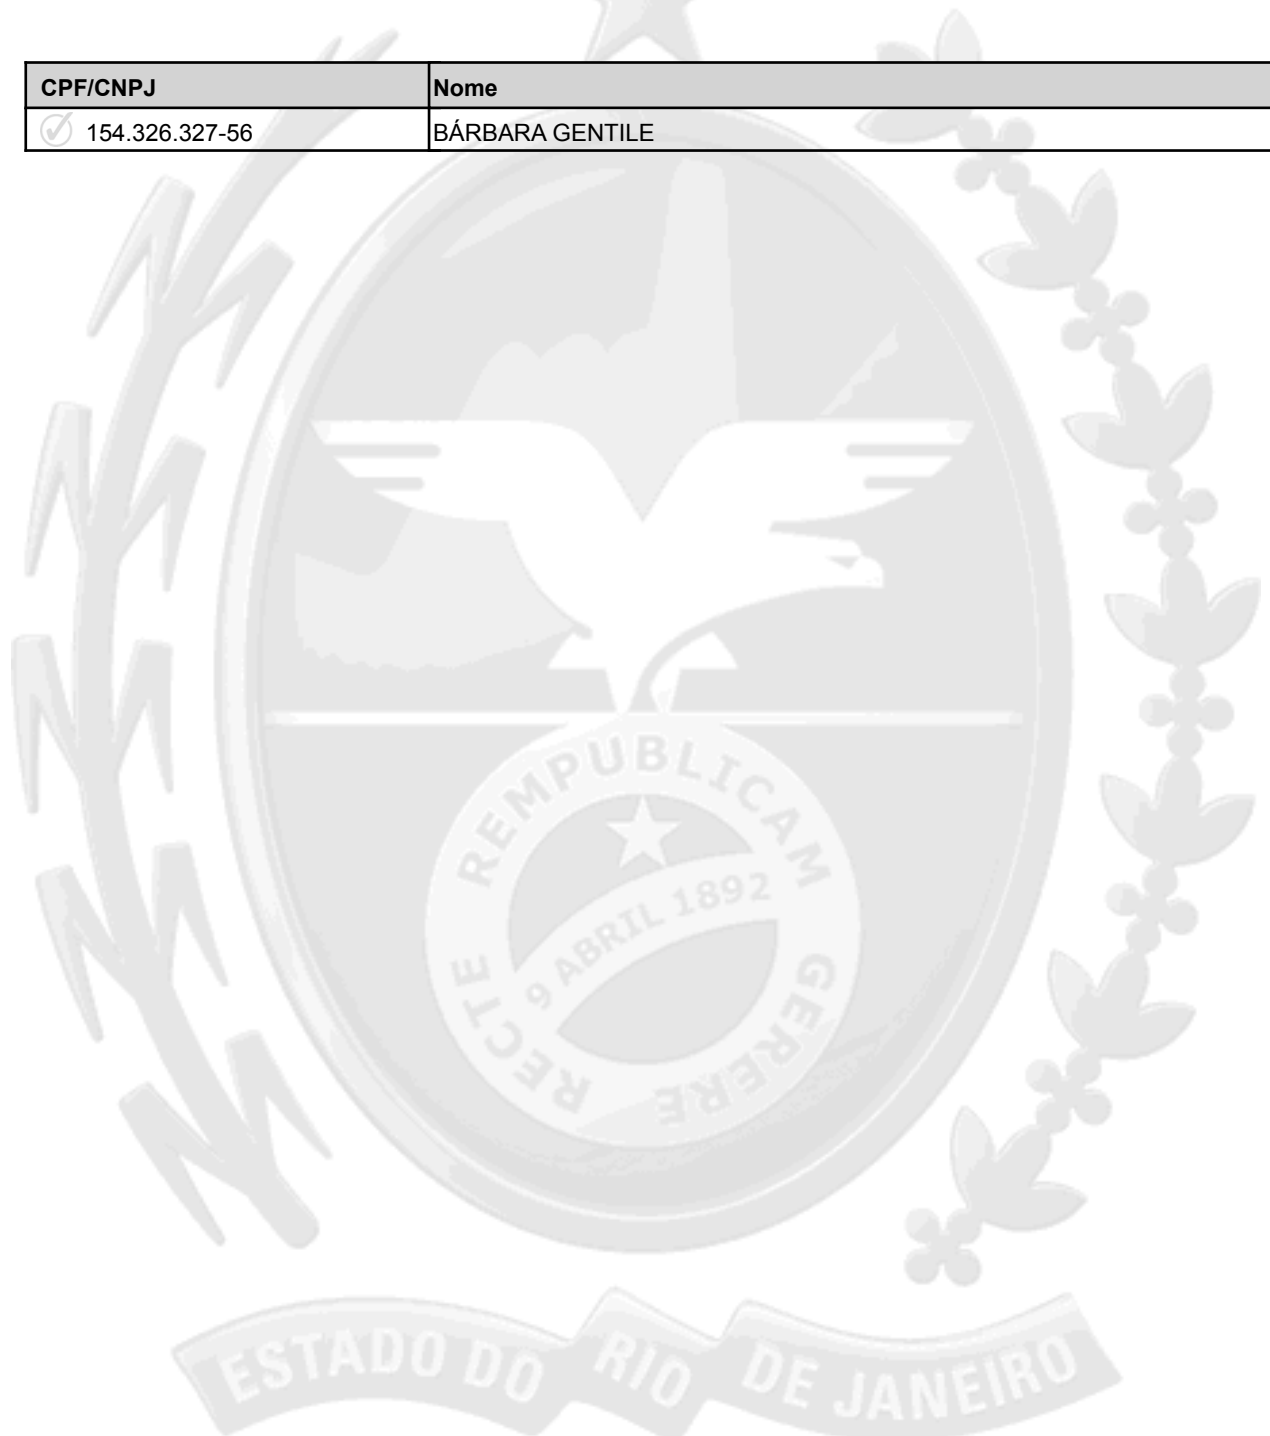 CPF/CNPJ Nome
154.326.327-56 BÁRBARA GENTILE
REMPUBLICAM
9 ABRIL 1892
RECTE GERERE
ESTADO DO RIO DE JANEIRO